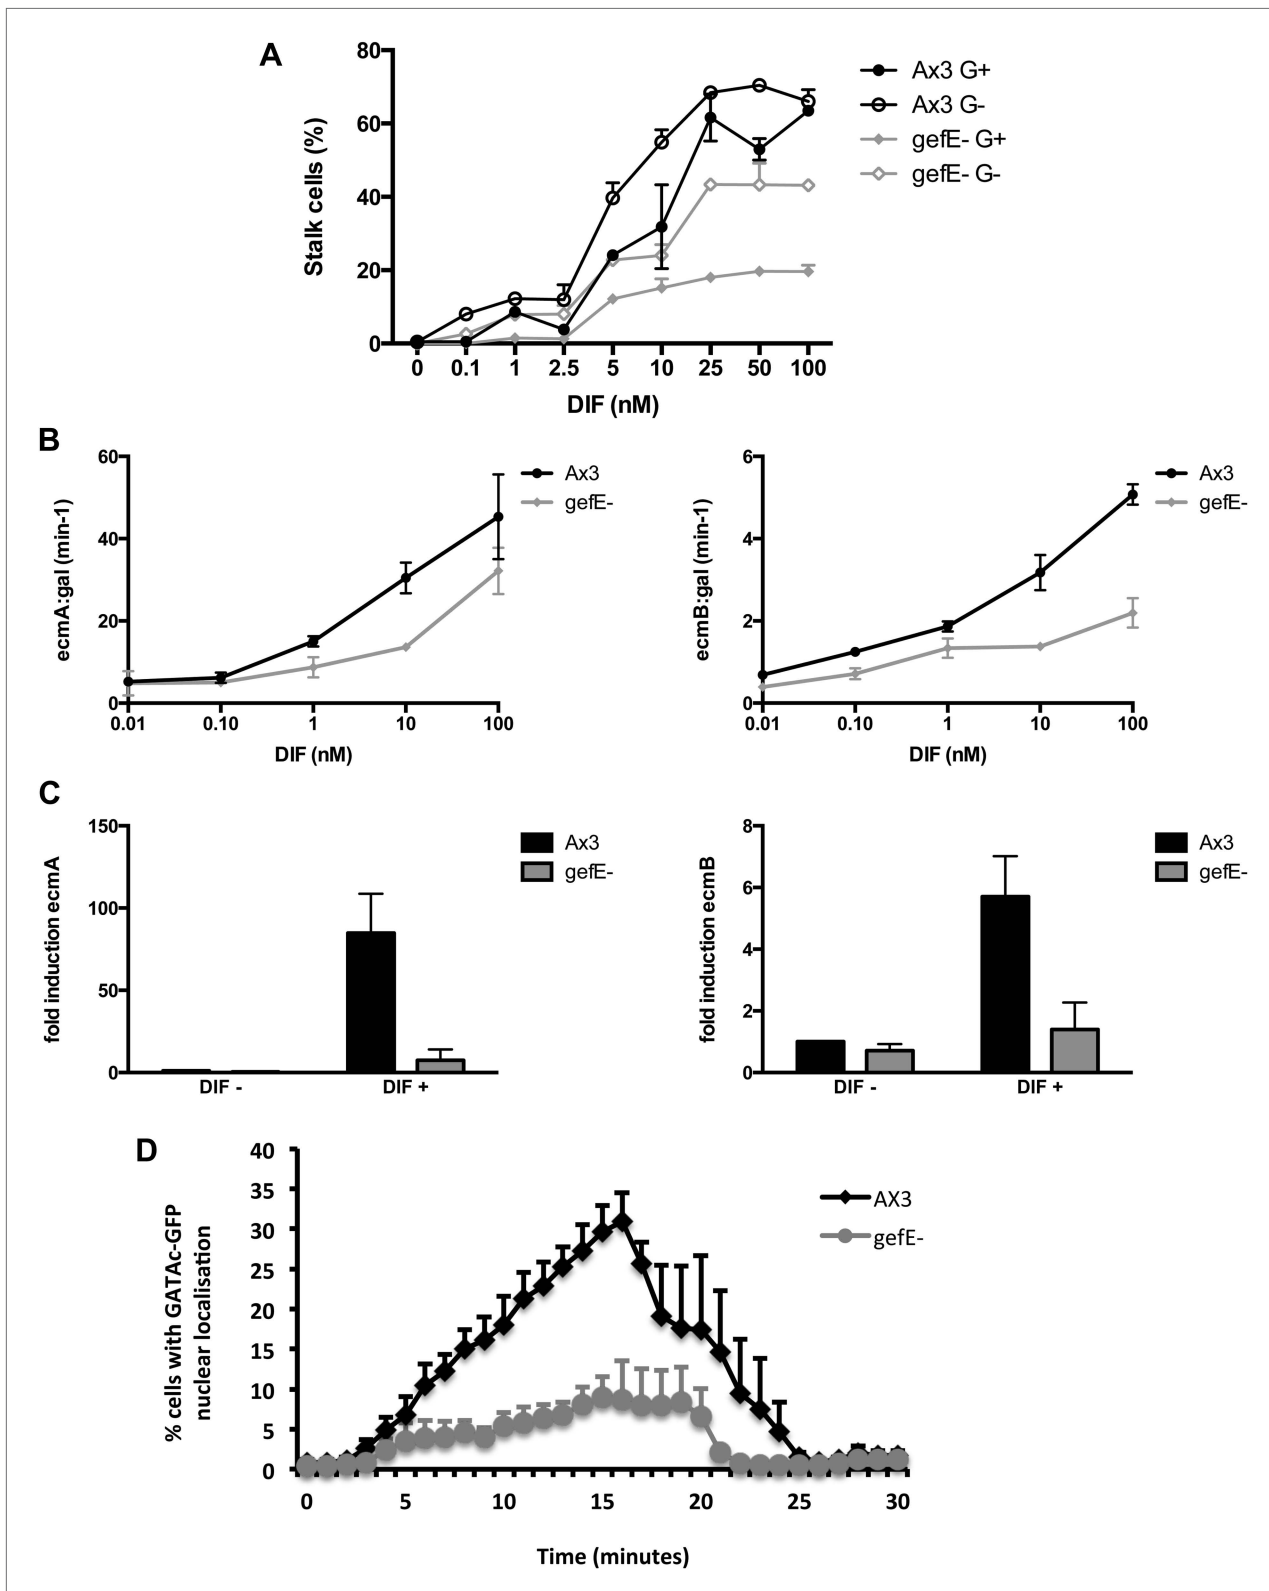 A
80
60
40
20
0
Stalk cells (%)
0 0.1 1 2.5 5 10 25 50 100
DIF (nM)
Ax3 G+
Ax3 G-
gefE- G+
gefE- G-
B
60
40
20
0
ecmA:gal (min-1)
0.01 0.10 1 10 100
DIF (nM)
Ax3
gefE-
6
4
2
0
ecmB:gal (min-1)
0.01 0.10 1 10 100
DIF (nM)
Ax3
gefE-
C
150
100
50
0
fold induction ecmA
DIF - DIF +
Ax3
gefE-
8
6
4
2
0
fold induction ecmB
DIF - DIF +
Ax3
gefE-
D
40
35
30
25
20
15
10
5
0
% cells with GATAc-GFP
nuclear localisation
0 5 10 15 20 25 30
Time (minutes)
AX3
gefE-